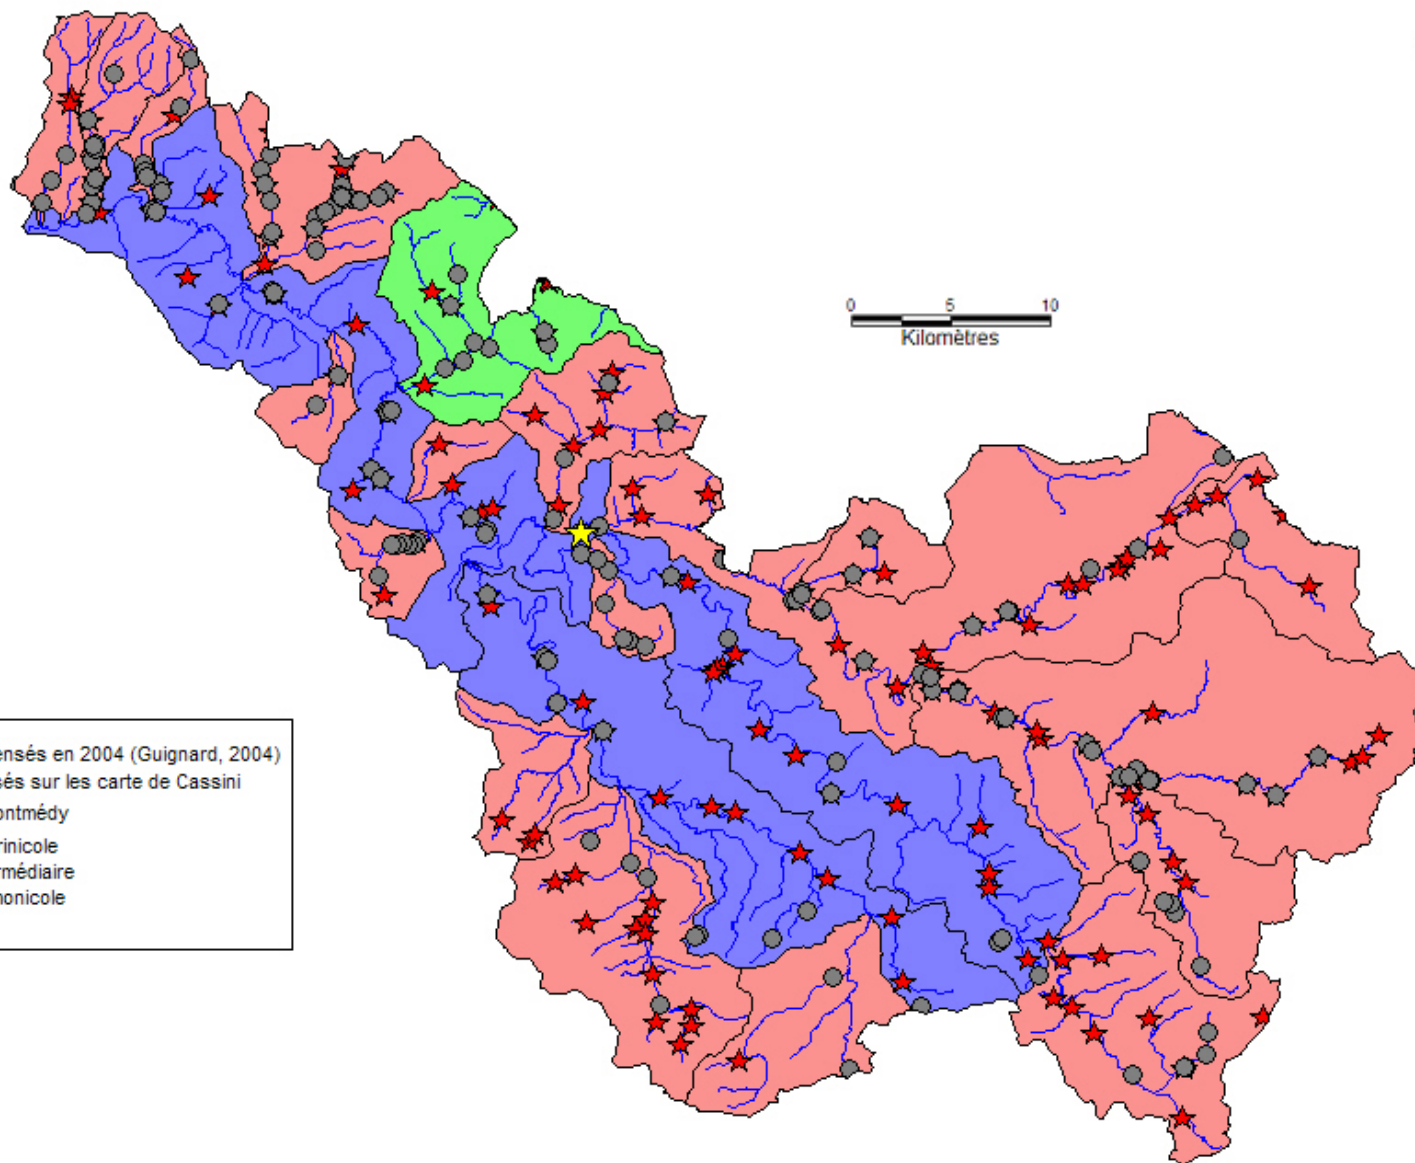 0 5 10
Kilomètres
ensés en 2004 (Guignard, 2004)
sés sur les carte de Cassini
ontmédy
rinicole
rmédiaire
nonicole